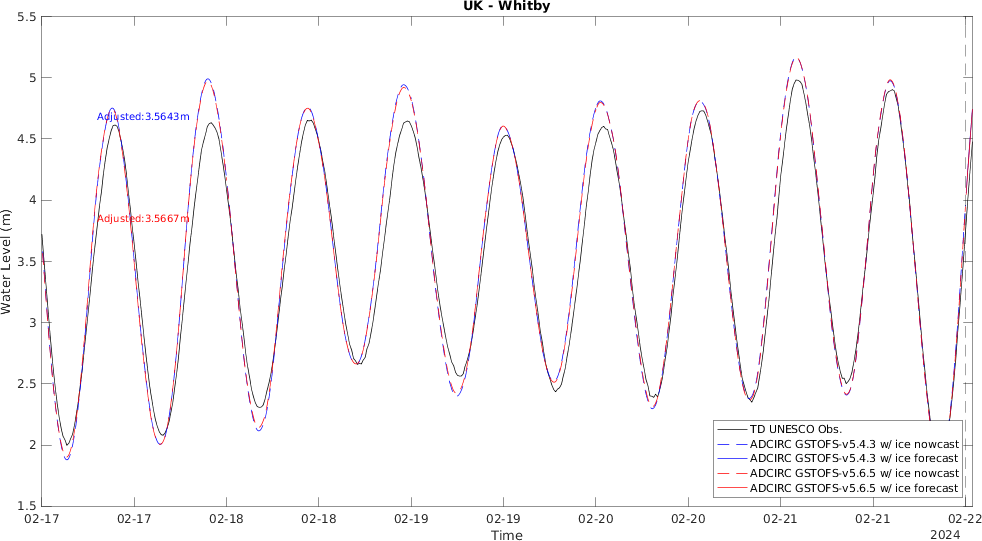 UK - Whitby
5.5
5
4.5
4
3.5
3
2.5
2
1.5
Water Level (m)
Adjusted:3.5643m
Adjusted:3.5667m
TD UNESCO Obs.
ADCIRC GSTOFS-v5.4.3 w/ ice nowcast
ADCIRC GSTOFS-v5.4.3 w/ ice forecast
ADCIRC GSTOFS-v5.6.5 w/ ice nowcast
ADCIRC GSTOFS-v5.6.5 w/ ice forecast
02-17 02-17 02-18 02-18 02-19 02-19 02-20 02-20 02-21 02-21 02-22
Time
2024